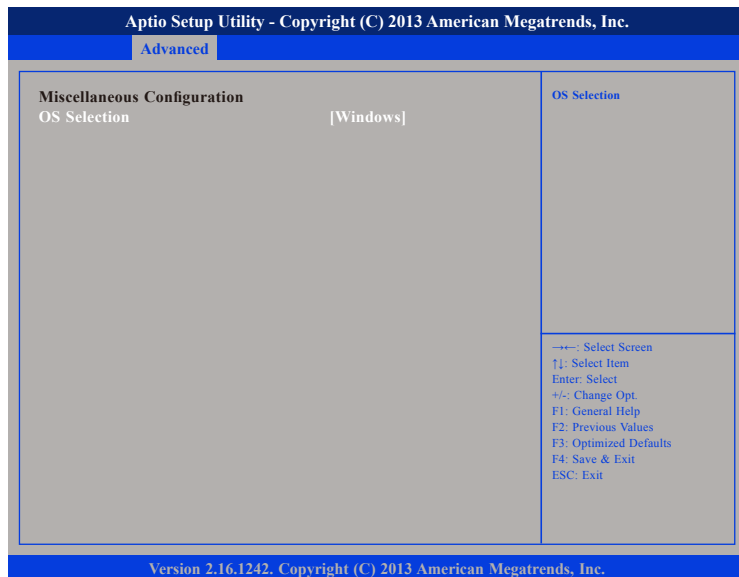 Aptio Setup Utility - Copyright (C) 2013 American Megatrends, Inc.
Advanced
Miscellaneous Configuration
OS Selection [Windows]
OS Selection
→←: Select Screen
↑↓: Select Item
Enter: Select
+/-: Change Opt.
F1: General Help
F2: Previous Values
F3: Optimized Defaults
F4: Save & Exit
ESC: Exit
Version 2.16.1242. Copyright (C) 2013 American Megatrends, Inc.